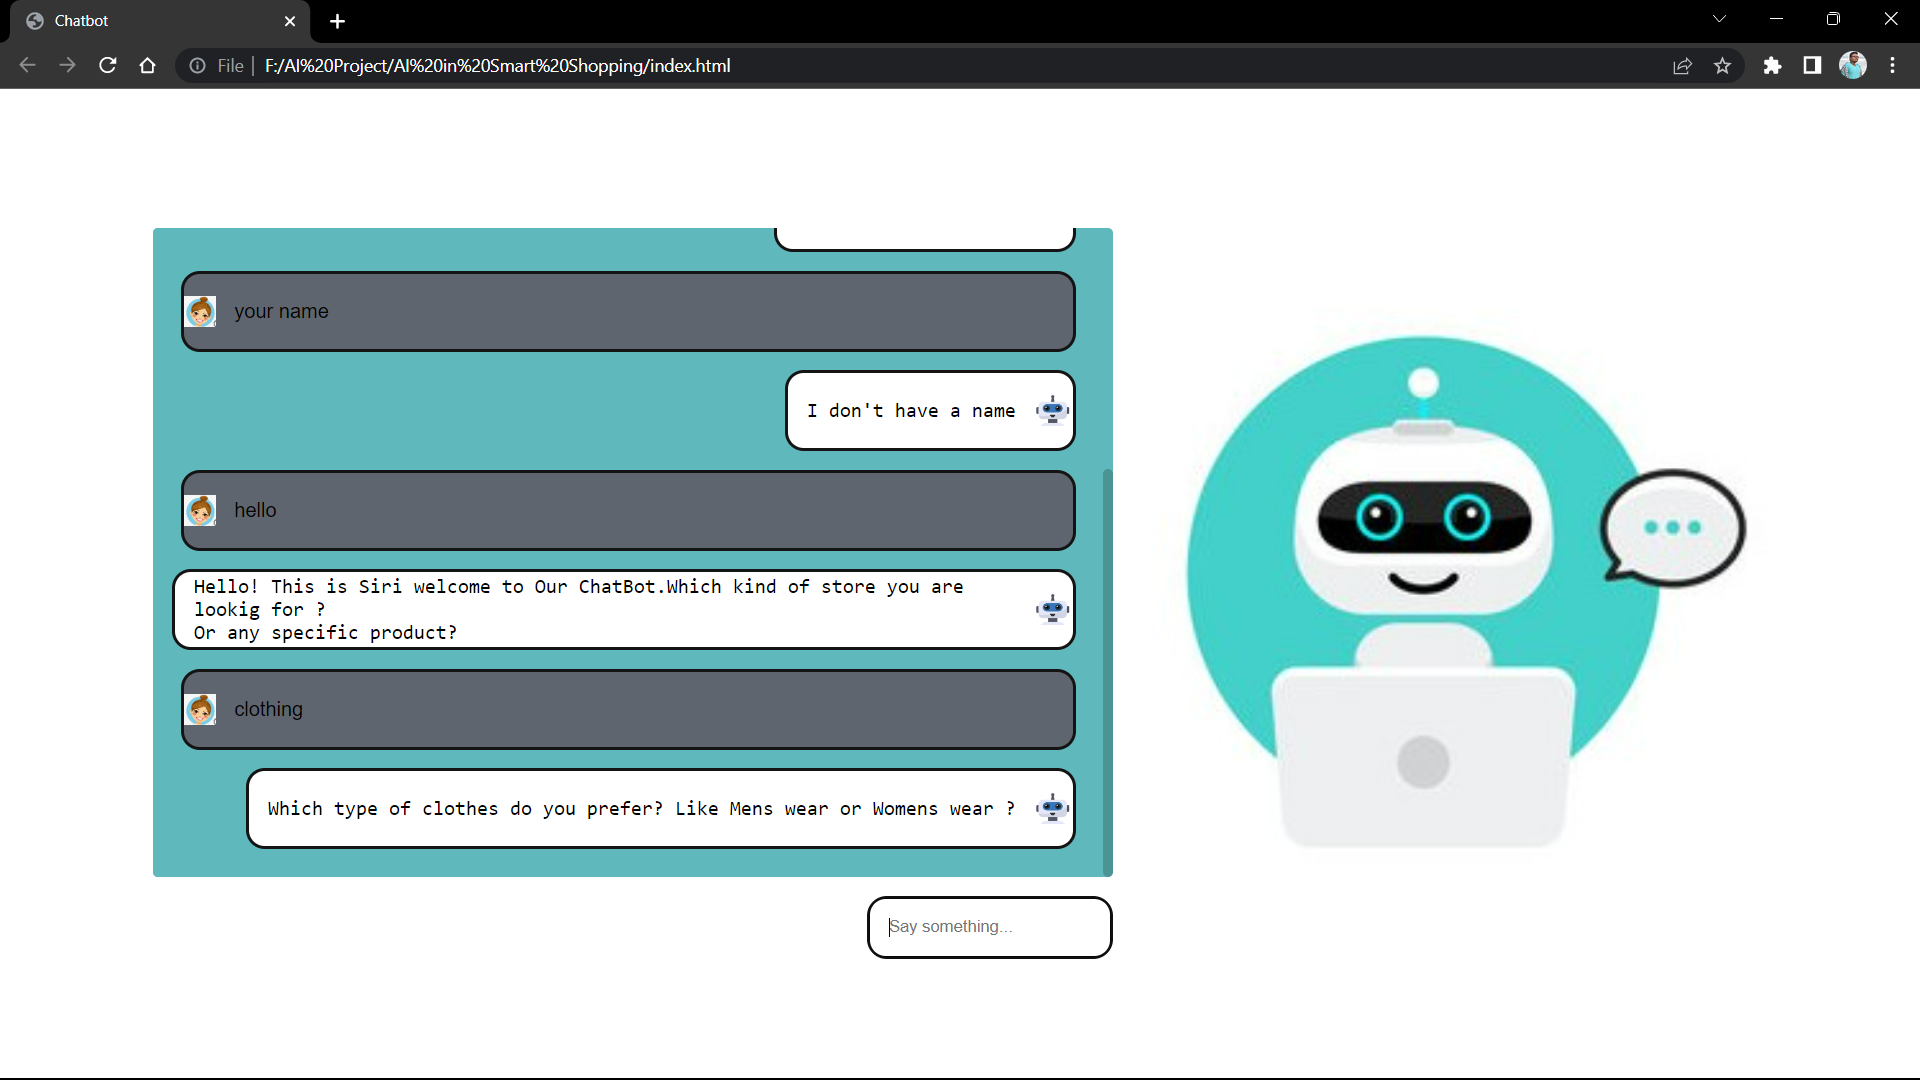 Chatbot
File F:/AI%20Project/AI%20in%20Smart%20Shopping/index.html
your name
I don't have a name
hello
Hello! This is Siri welcome to Our ChatBot.Which kind of store you are
lookig for ?
Or any specific product?
clothing
Which type of clothes do you prefer? Like Mens wear or Womens wear ?
Say something...